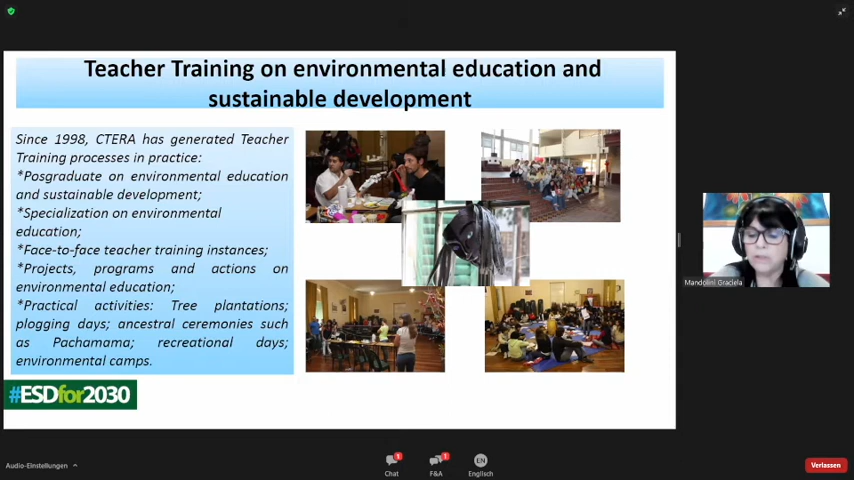 Teacher Training on environmental education and
sustainable development
Since 1998, CTERA has generated Teacher
Training processes in practice:
*Posgraduate on environmental education
and sustainable development;
*Specialization on environmental
education;
*Face-to-face teacher training instances;
*Projects, programs and actions on
environmental education;
*Practical activities: Tree plantations;
plogging days; ancestral ceremonies such
as Pachamama; recreational days;
environmental camps.
#ESDfor2030
Mandolini Graciela
Audio-Einstellungen
1
Chat
1
F&A
EN
Englisch
Verlassen